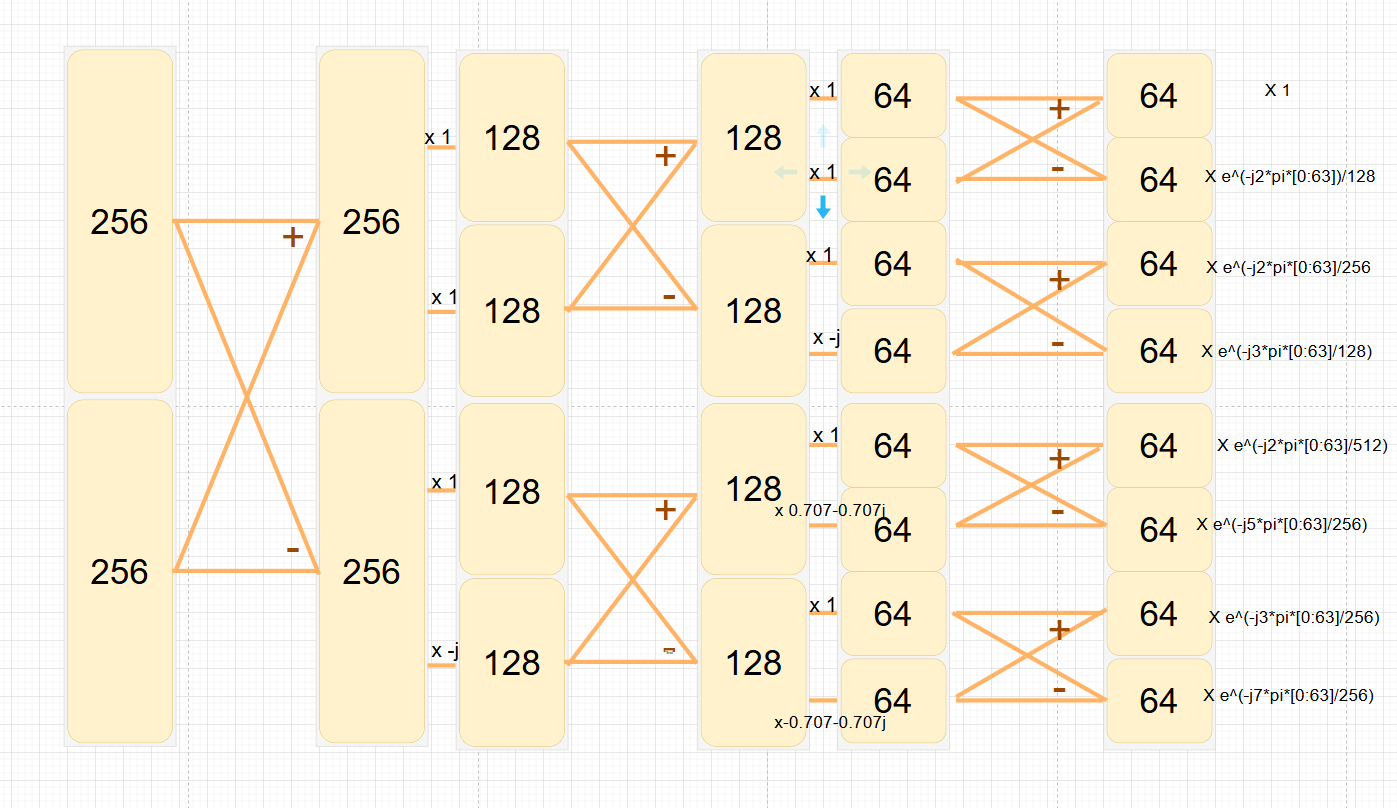 256
256
128
128
64
64
X 1
x 1
x 1
x 1
x 1
+
+
+
-
-
64
64
X e^(-j2*pi*[0:63])/128
128
128
x 1
x -j
64
64
X e^(-j2*pi*[0:63]/256
+
-
64
64
X e^(-j3*pi*[0:63]/128)
256
256
x 1
x -j
128
128
x 1
x 0.707-0.707j
64
64
X e^(-j2*pi*[0:63]/512)
+
+
-
-
-
64
64
X e^(-j5*pi*[0:63]/256)
128
128
x 1
x-0.707-0.707j
64
64
X e^(-j3*pi*[0:63]/256)
+
-
64
64
X e^(-j7*pi*[0:63]/256)